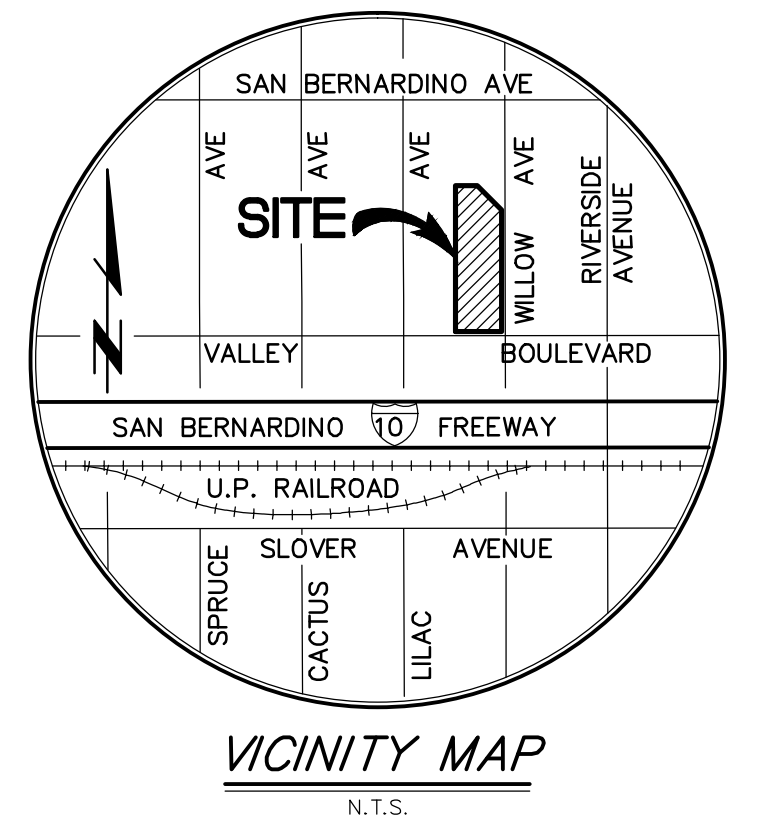 SAN BERNARDINO AVE
AVE
AVE
AVE
AVE
WILLOW
RIVERSIDE
AVENUE
SITE
N
VALLEY BOULEVARD
SAN BERNARDINO 10 FREEWAY
U.P. RAILROAD
SLOVER AVENUE
SPRUCE
CACTUS
LILAC
VICINITY MAP
N.T.S.